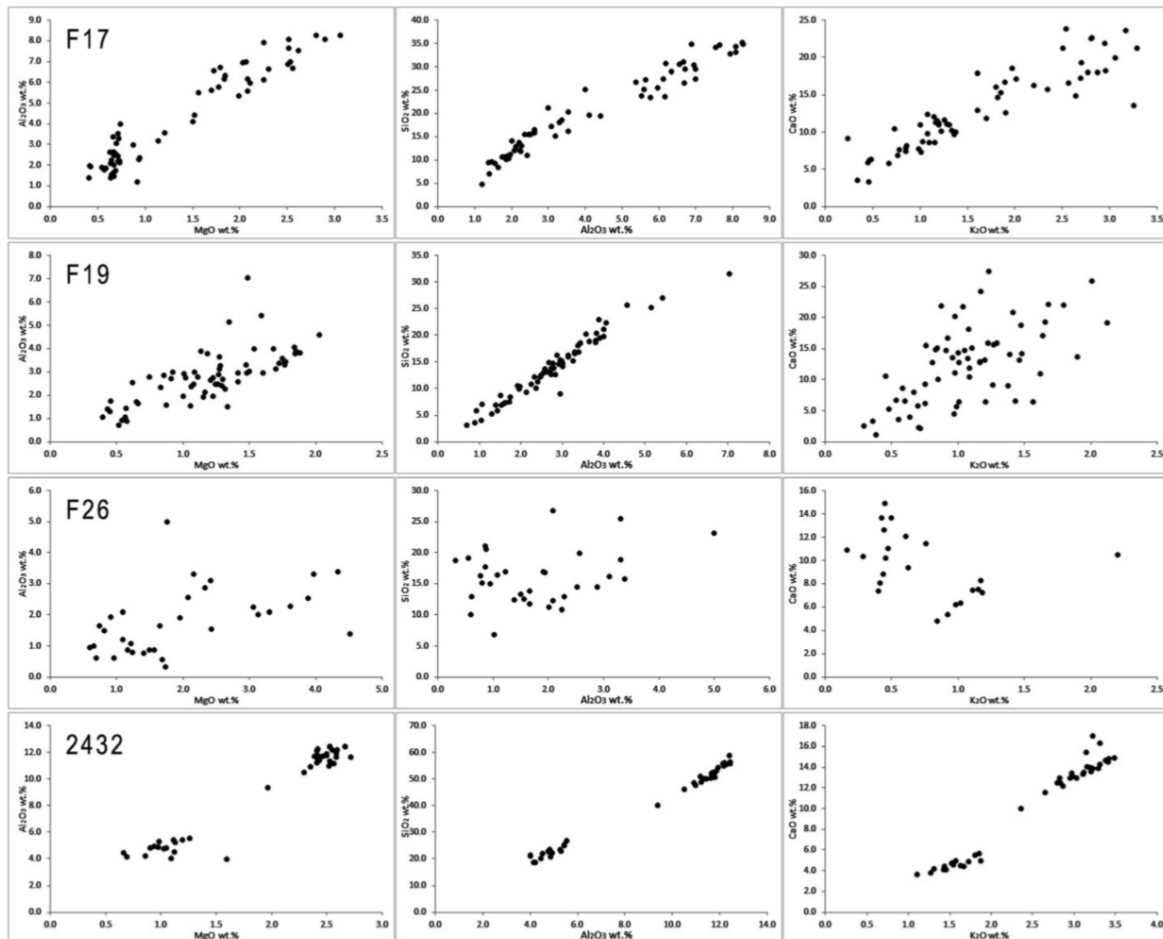 F17
Al₂O₃ wt.%
9.0
8.0
7.0
6.0
5.0
4.0
3.0
2.0
1.0
0.0
0.0 0.5 1.0 1.5 2.0 2.5 3.0 3.5
MgO wt.%
SiO₂ wt.%
40.0
35.0
30.0
25.0
20.0
15.0
10.0
5.0
0.0
0.0 1.0 2.0 3.0 4.0 5.0 6.0 7.0 8.0 9.0
Al₂O₃ wt.%
CaO wt.%
25.0
20.0
15.0
10.0
5.0
0.0
0.0 0.5 1.0 1.5 2.0 2.5 3.0 3.5
K₂O wt.%
F19
Al₂O₃ wt.%
8.0
7.0
6.0
5.0
4.0
3.0
2.0
1.0
0.0
0.0 0.5 1.0 1.5 2.0 2.5
MgO wt.%
SiO₂ wt.%
35.0
30.0
25.0
20.0
15.0
10.0
5.0
0.0
0.0 1.0 2.0 3.0 4.0 5.0 6.0 7.0 8.0
Al₂O₃ wt.%
CaO wt.%
30.0
25.0
20.0
15.0
10.0
5.0
0.0
0.0 0.5 1.0 1.5 2.0 2.5
K₂O wt.%
F26
Al₂O₃ wt.%
6.0
5.0
4.0
3.0
2.0
1.0
0.0
0.0 1.0 2.0 3.0 4.0 5.0
MgO wt.%
SiO₂ wt.%
30.0
25.0
20.0
15.0
10.0
5.0
0.0
0.0 1.0 2.0 3.0 4.0 5.0 6.0
Al₂O₃ wt.%
CaO wt.%
16.0
14.0
12.0
10.0
8.0
6.0
4.0
2.0
0.0
0.0 0.5 1.0 1.5 2.0 2.5
K₂O wt.%
2432
Al₂O₃ wt.%
14.0
12.0
10.0
8.0
6.0
4.0
2.0
0.0
0.0 0.5 1.0 1.5 2.0 2.5 3.0
MgO wt.%
SiO₂ wt.%
70.0
60.0
50.0
40.0
30.0
20.0
10.0
0.0
0.0 2.0 4.0 6.0 8.0 10.0 12.0 14.0
Al₂O₃ wt.%
CaO wt.%
18.0
16.0
14.0
12.0
10.0
8.0
6.0
4.0
2.0
0.0
0.0 0.5 1.0 1.5 2.0 2.5 3.0 3.5 4.0
K₂O wt.%